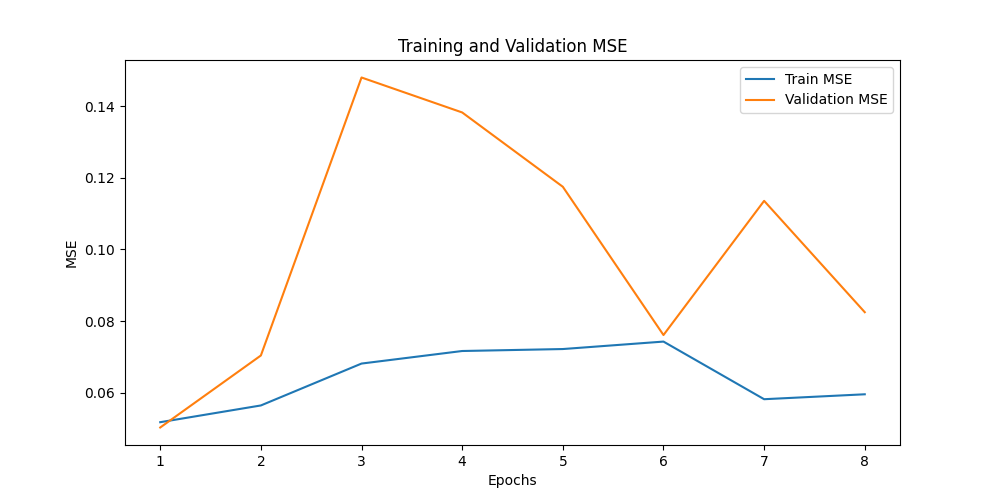 Training and Validation MSE
Train MSE
Validation MSE
0.14
0.12
0.10
0.08
0.06
MSE
1 2 3 4 5 6 7 8
Epochs